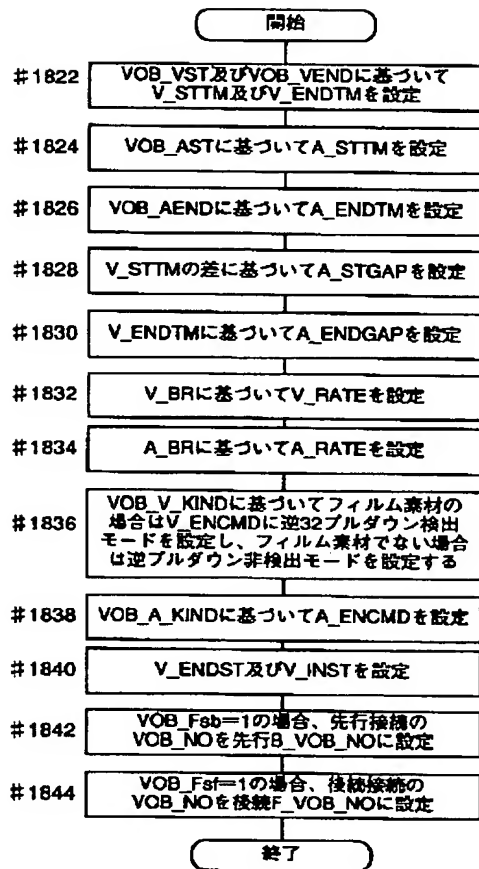 開始
#1822
VOB_VST及びVOB_VENDに基づいて
V_STTM及びV_ENDTMを設定
#1824
VOB_ASTに基づいてA_STTMを設定
#1826
VOB_AENDに基づいてA_ENDTMを設定
#1828
V_STTMの差に基づいてA_STGAPを設定
#1830
V_ENDTMに基づいてA_ENDGAPを設定
#1832
V_BRに基づいてV_RATEを設定
#1834
A_BRに基づいてA_RATEを設定
#1836
VOB_V_KINDに基づいてフィルム素材の
場合はV_ENCMDに逆32プルダウン検出
モードを設定し、フィルム素材でない場合
は逆プルダウン非検出モードを設定する
#1838
VOB_A_KINDに基づいてA_ENCMDを設定
#1840
V_ENDST及びV_INSTを設定
#1842
VOB_Fsb=1の場合、先行接続の
VOB_NOを先行B_VOB_NOに設定
#1844
VOB_Fsf=1の場合、後続接続の
VOB_NOを後続F_VOB_NOに設定
終了